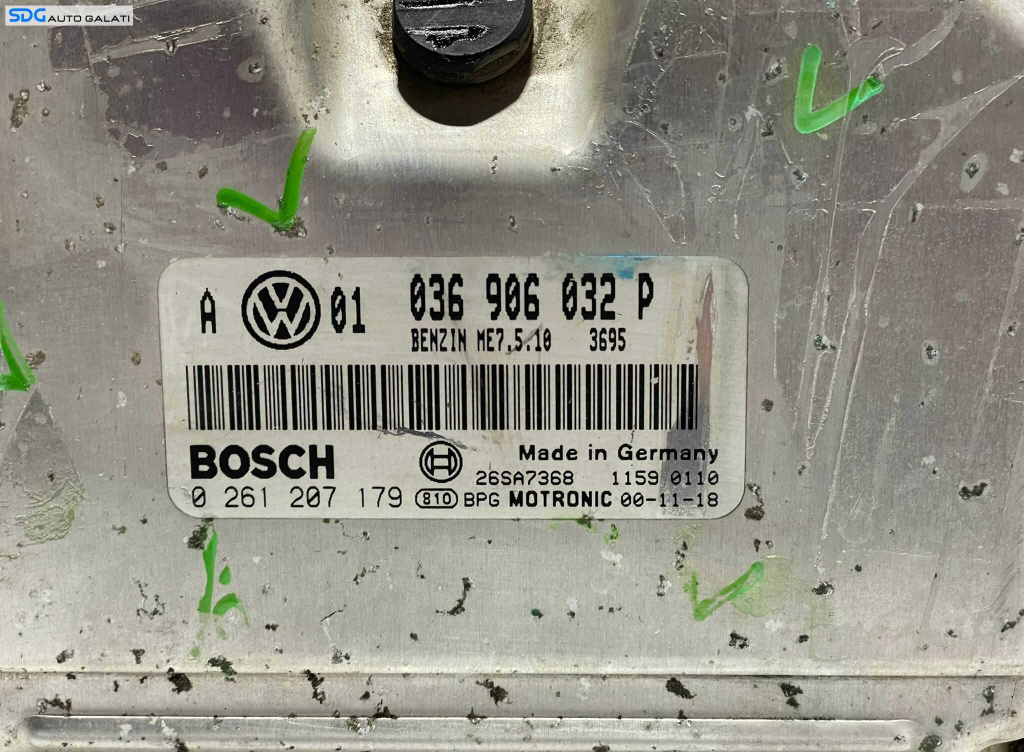 SDG AUTO GALATI
A VW 01 036 906 032 P
BENZIN ME7.5.10 3695
BOSCH
Made in Germany
26SA7368 1159 0110
0 261 207 179 810 BPG MOTRONIC 00-11-18